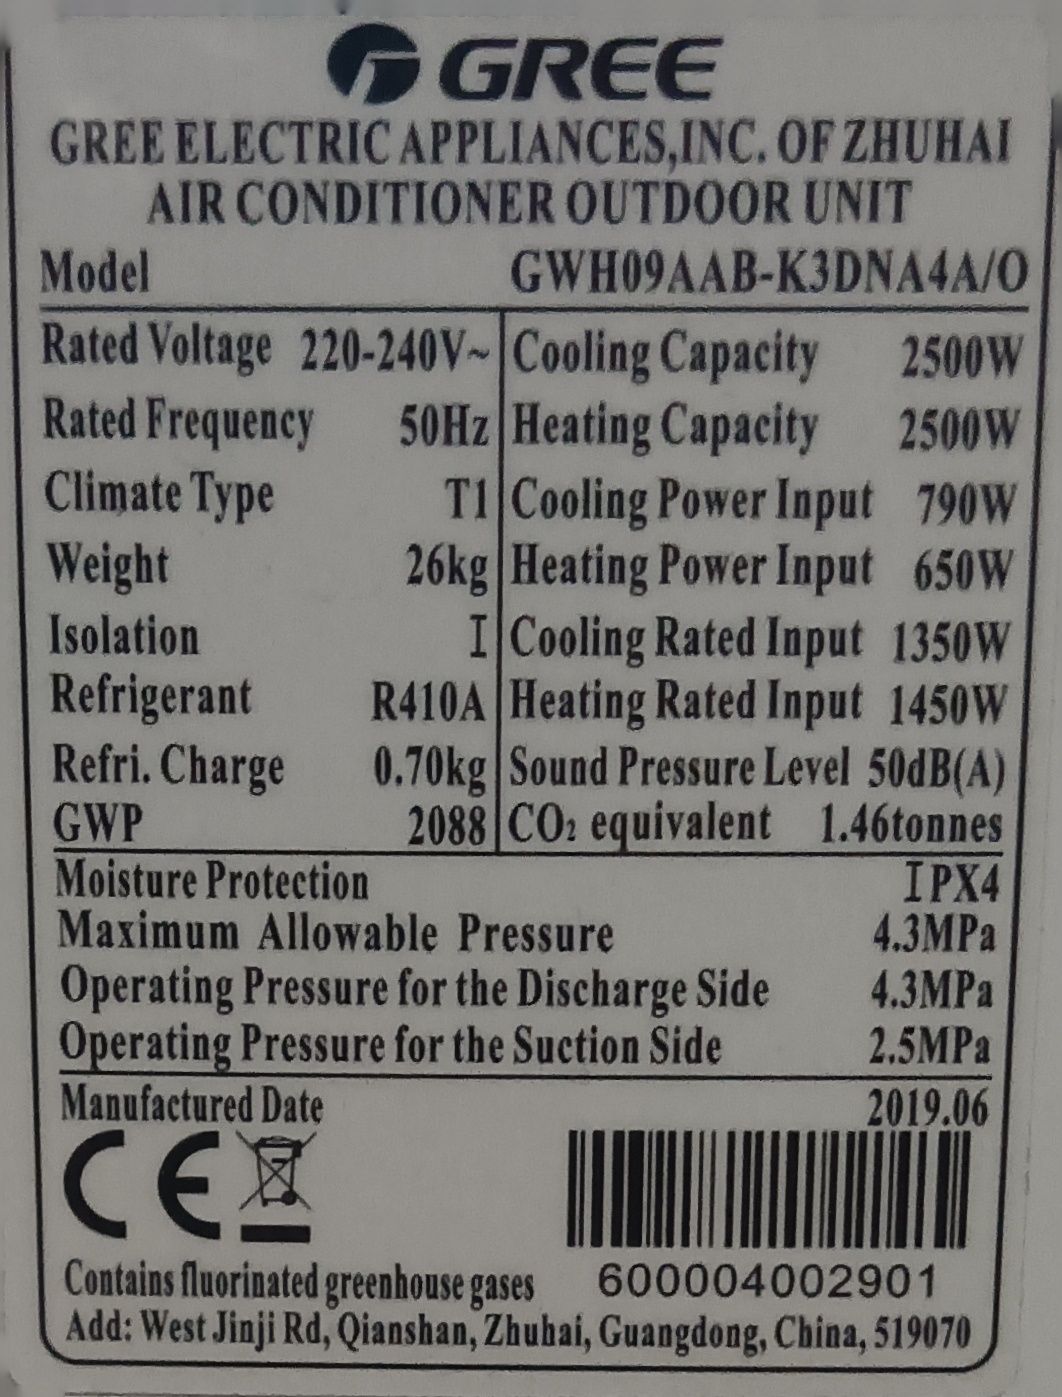 GREE
GREE ELECTRIC APPLIANCES,INC. OF ZHUHAI
AIR CONDITIONER OUTDOOR UNIT
Model GWH09AAB-K3DNA4A/O
Rated Voltage 220-240V~ Cooling Capacity 2500W
Rated Frequency 50Hz Heating Capacity 2500W
Climate Type T1 Cooling Power Input 790W
Weight 26kg Heating Power Input 650W
Isolation I Cooling Rated Input 1350W
Refrigerant R410A Heating Rated Input 1450W
Refri. Charge 0.70kg Sound Pressure Level 50dB(A)
GWP 2088 CO₂ equivalent 1.46tonnes
Moisture Protection IPX4
Maximum Allowable Pressure 4.3MPa
Operating Pressure for the Discharge Side 4.3MPa
Operating Pressure for the Suction Side 2.5MPa
Manufactured Date 2019.06
CE
Contains fluorinated greenhouse gases 600004002901
Add: West Jinji Rd, Qianshan, Zhuhai, Guangdong, China, 519070